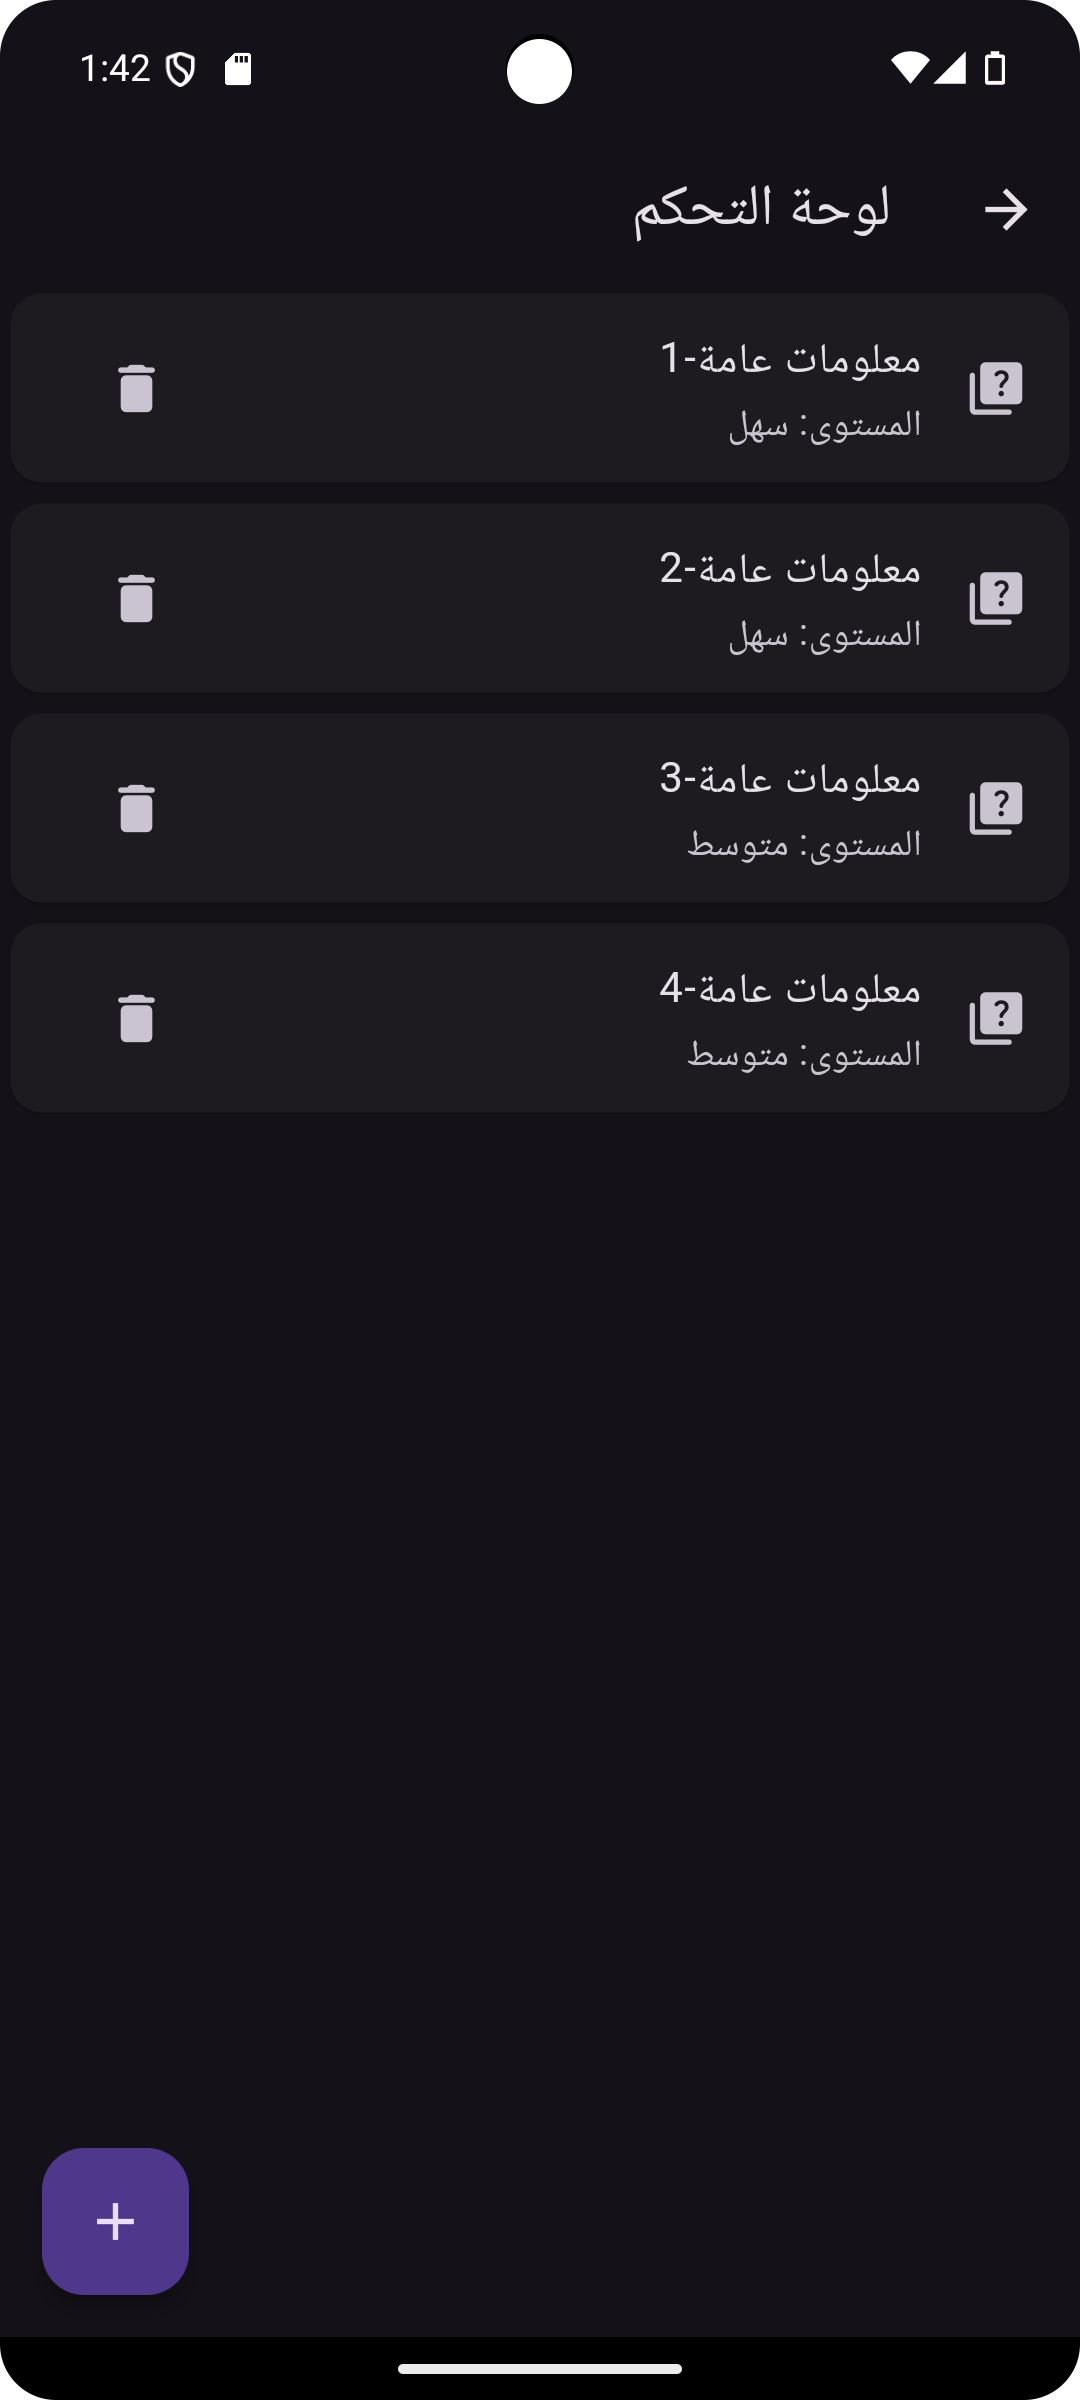 1:42
لوحة التحكم
معلومات عامة-1
المستوى: سهل
معلومات عامة-2
المستوى: سهل
معلومات عامة-3
المستوى: متوسط
معلومات عامة-4
المستوى: متوسط